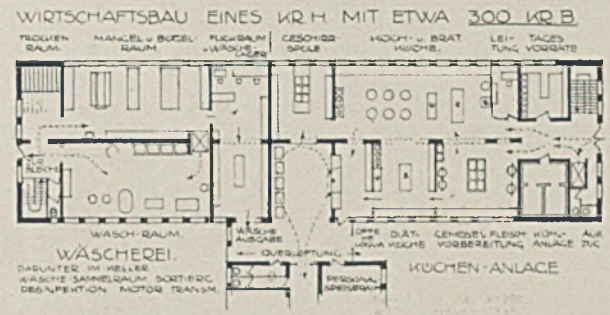 WIRTSCHAFTSBAU EINES KR.H. MIT ETWA 300 KR.B.
TROCKEN RAUM.
MANGEL u BÜGEL- RAUM.
FLICKRAUM u WÄSCHE- LAGER
GESCHIRR- SPÜLE
KOCH- u. BRAT KÜCHE.
LEI- TUNG
TAGES VORRÄTE
WASCH-RAUM.
WÄSCHE AUSGABE
DIÄT- KÜCHE
GEMÜSE
FLEISCH
VORBEREITUNG
KÜHL- ANLAGE
AUF ZUG
WÄSCHEREI.
QUERLÜFTUNG
KÜCHEN-ANLAGE
DARUNTER IM KELLER
WÄSCHE-SAMMELRAUM SORTIERG.
DESINFEKTION MOTOR TRANSM.
PERSONAL
SPEISERAUM